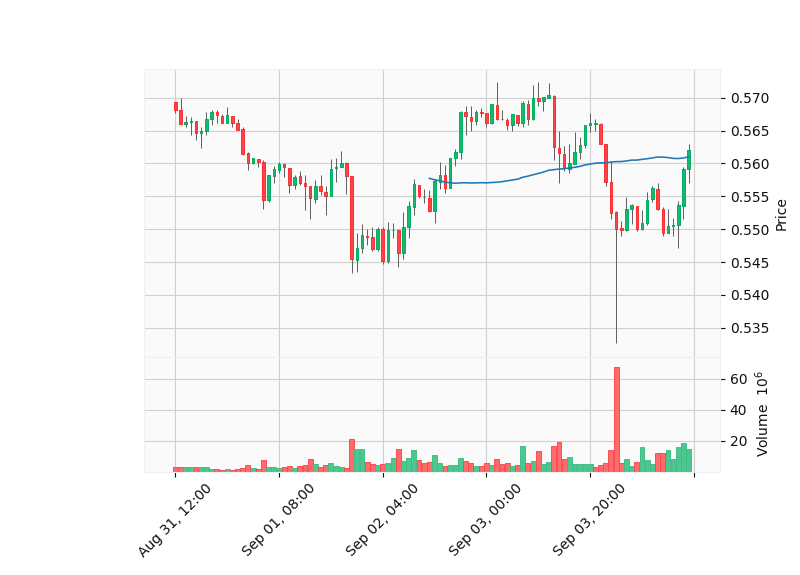 0.570
0.565
0.560
0.555
0.550
0.545
0.540
0.535
Price
60
40
20
Volume 10^6
Aug 31, 12:00
Sep 01, 08:00
Sep 02, 04:00
Sep 03, 00:00
Sep 03, 20:00